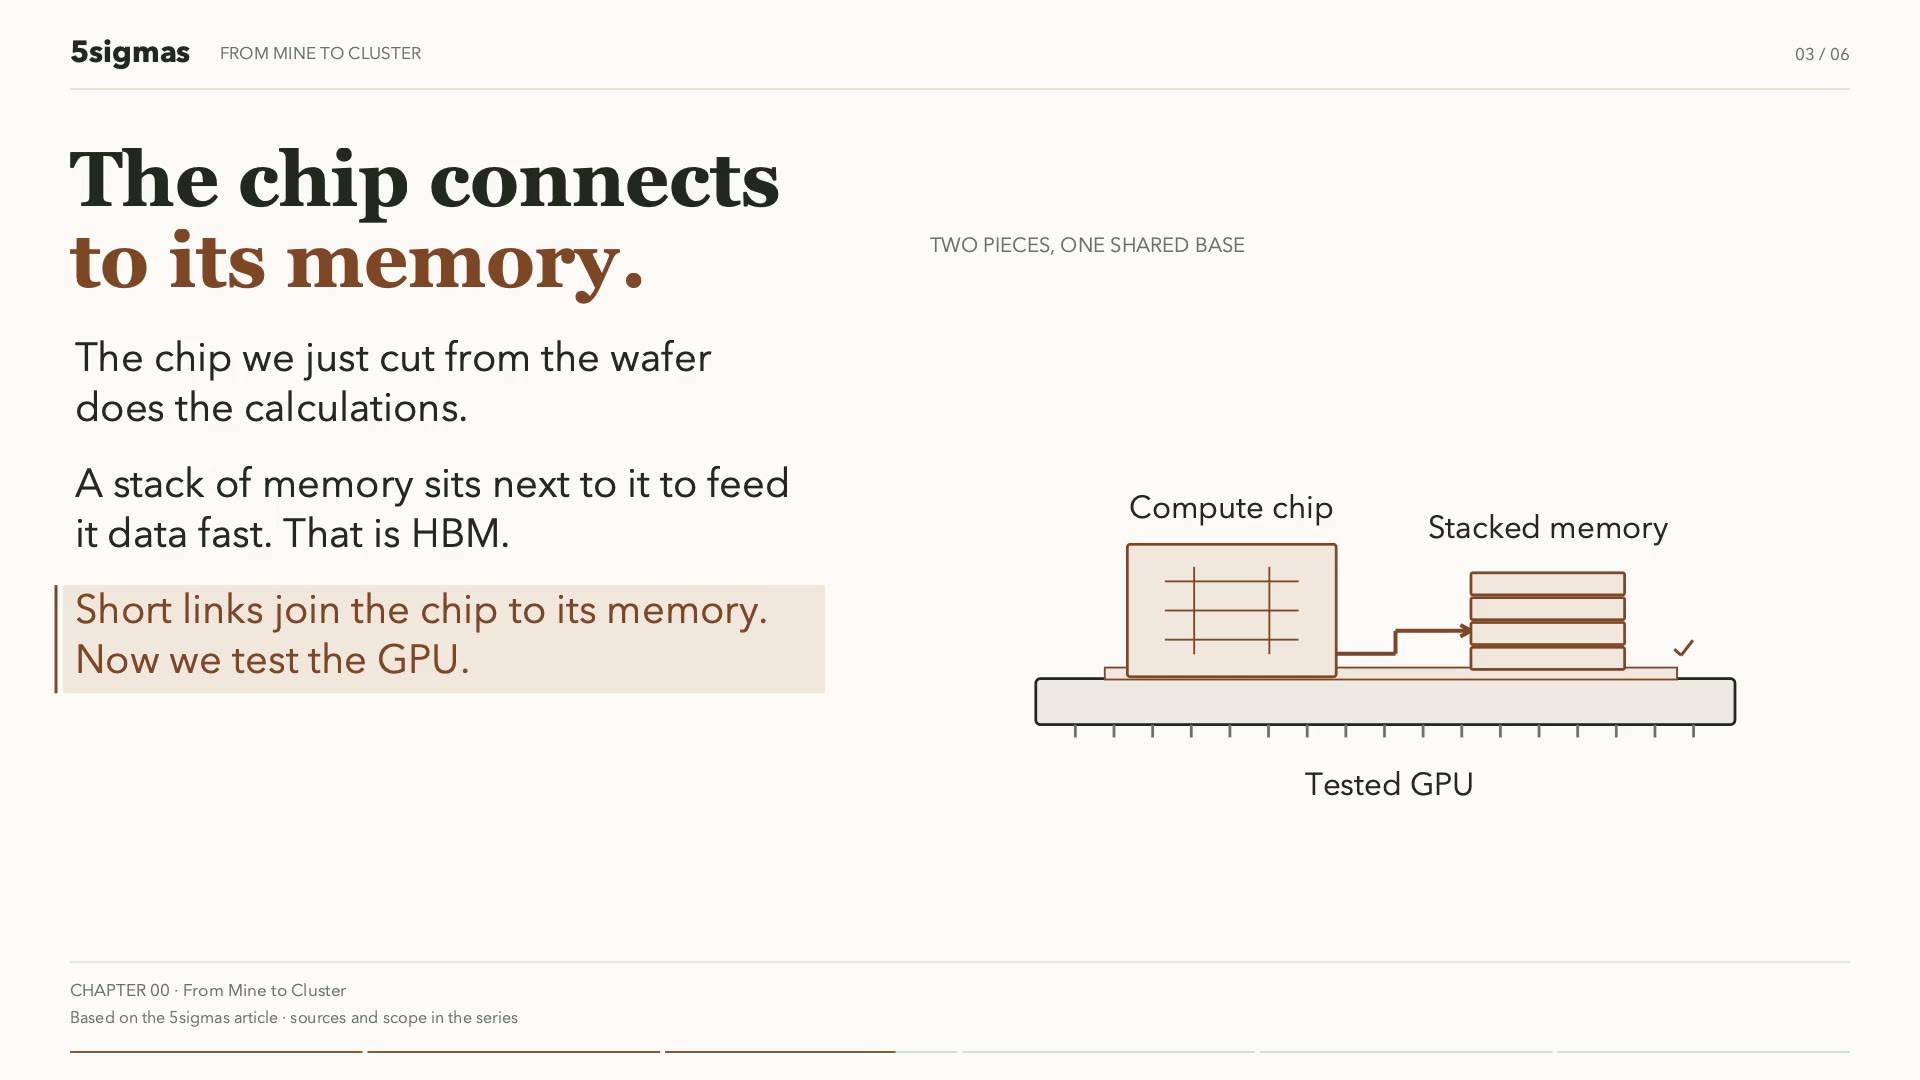 5sigmas
FROM MINE TO CLUSTER
03 / 06
The chip connects
to its memory.
The chip we just cut from the wafer
does the calculations.
A stack of memory sits next to it to feed
it data fast. That is HBM.
Short links join the chip to its memory.
Now we test the GPU.
TWO PIECES, ONE SHARED BASE
Compute chip
Stacked memory
Tested GPU
CHAPTER 00 · From Mine to Cluster
Based on the 5sigmas article · sources and scope in the series